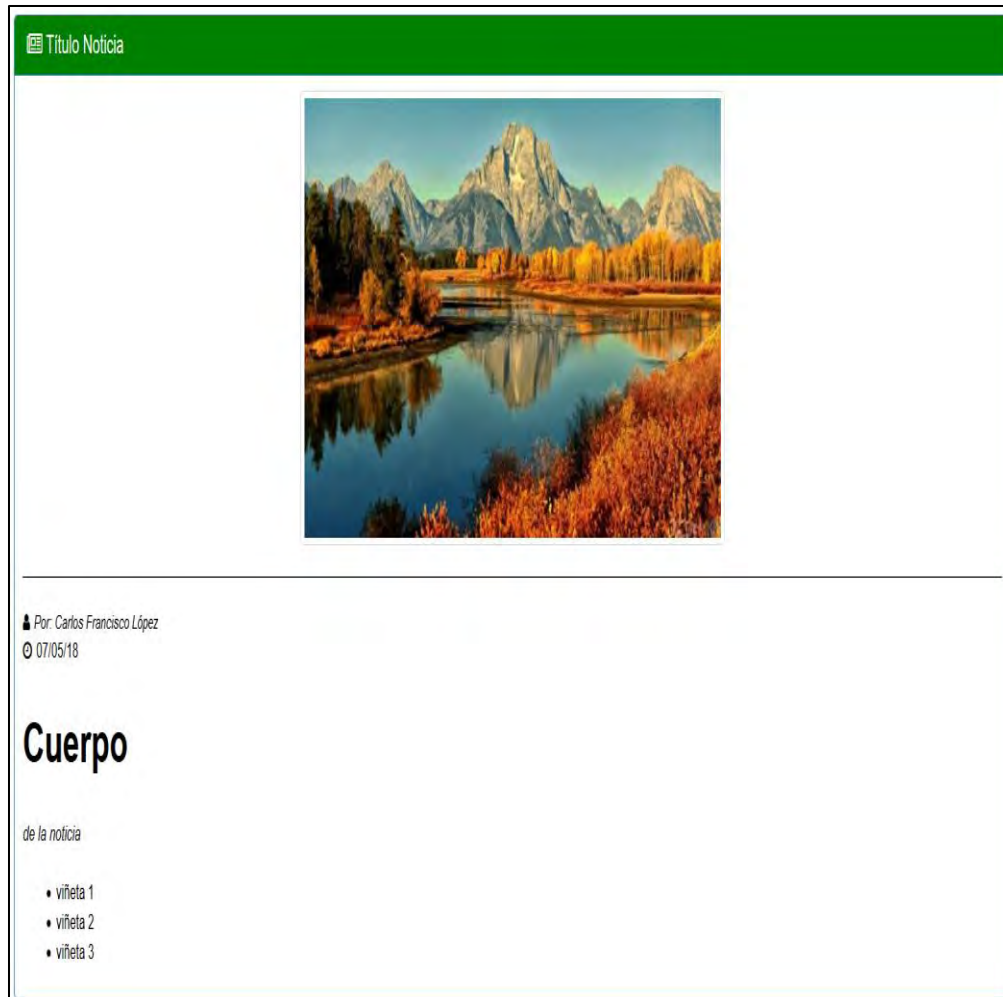 Título Noticia
Por: Carlos Francisco López
07/05/18
Cuerpo
de la noticia
• viñeta 1
• viñeta 2
• viñeta 3